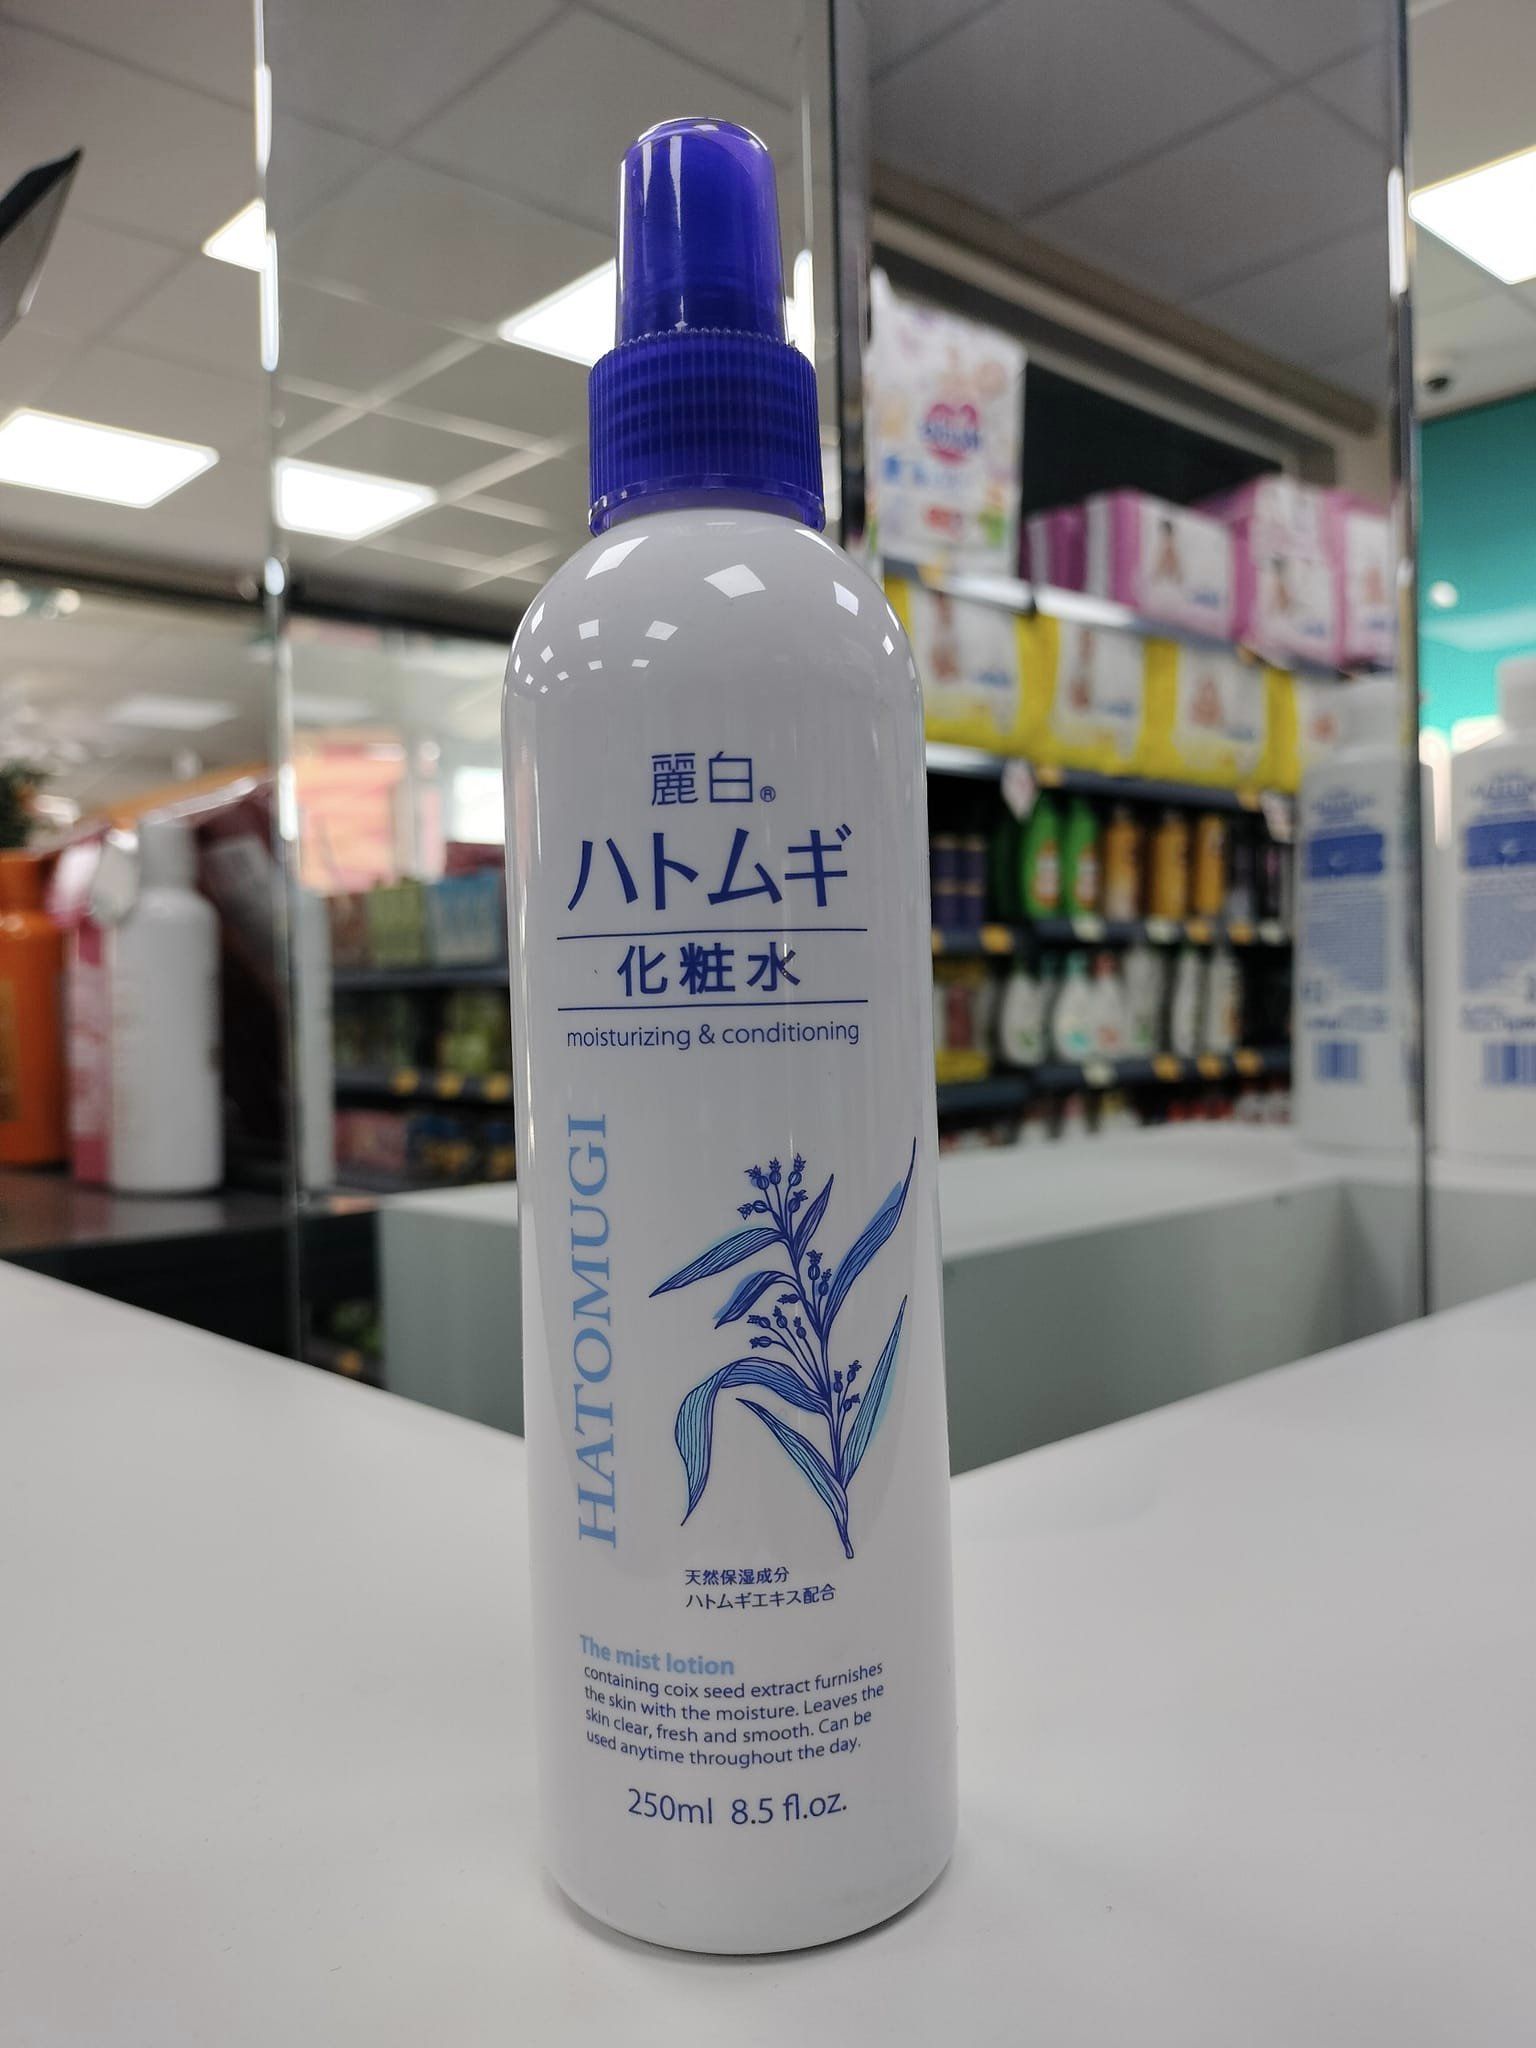 麗白®
ハトムギ
化粧水
moisturizing & conditioning
HATOMUGI
天然保湿成分
ハトムギエキス配合
The mist lotion
containing coix seed extract furnishes
the skin with the moisture. Leaves the
skin clear, fresh and smooth. Can be
used anytime throughout the day.
250ml 8.5 fl.oz.